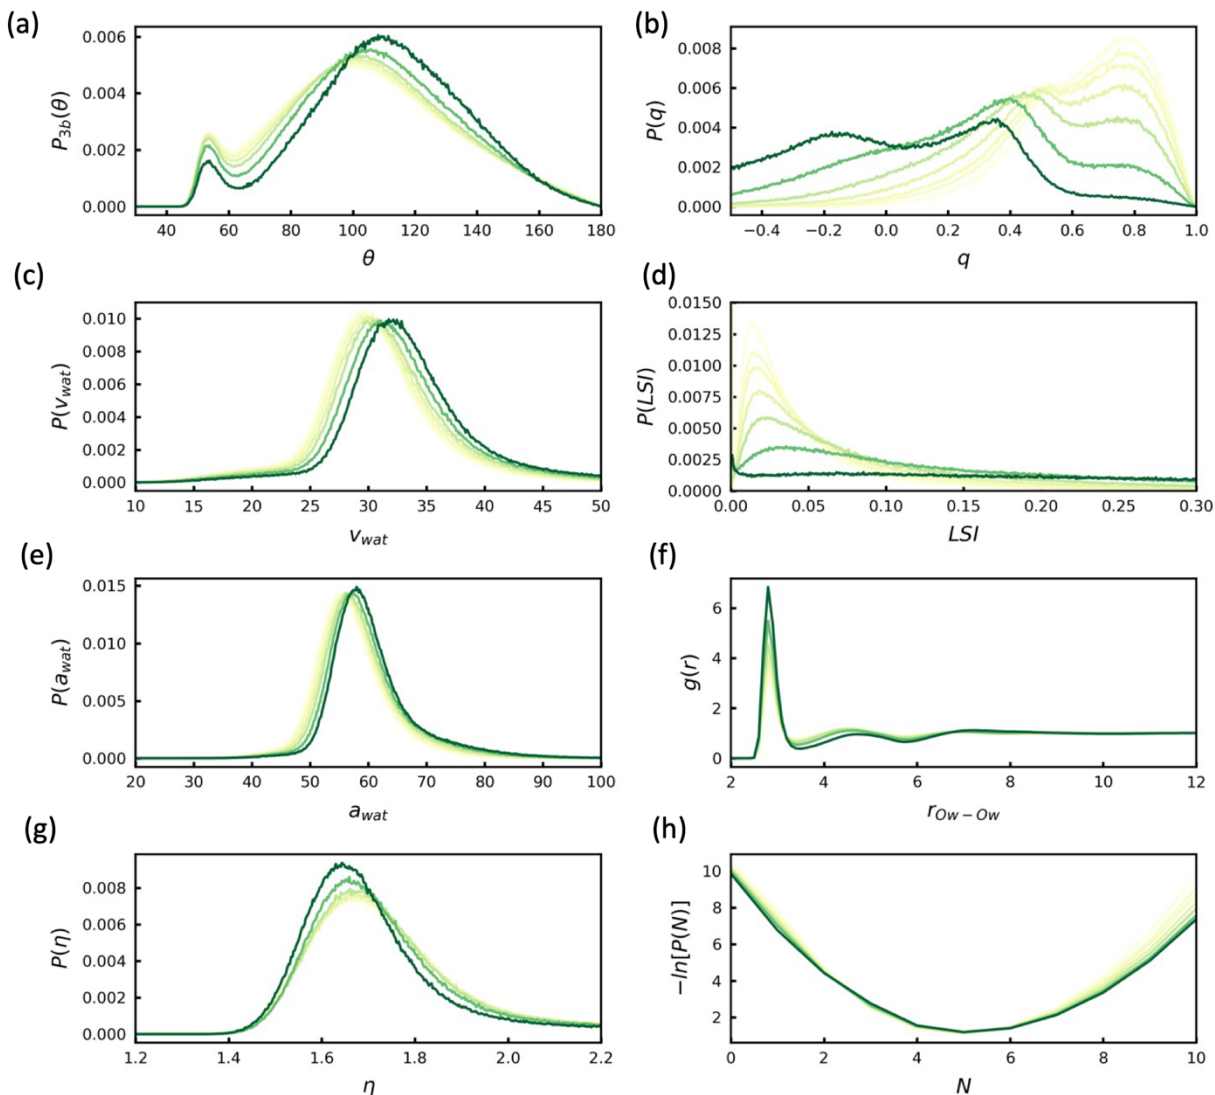 (a)
P3b(θ)
0.006
0.004
0.002
0.000
40 60 80 100 120 140 160 180
θ
(b)
P(q)
0.008
0.006
0.004
0.002
0.000
−0.4 −0.2 0.0 0.2 0.4 0.6 0.8 1.0
q
(c)
P(vwat)
0.010
0.008
0.006
0.004
0.002
0.000
10 15 20 25 30 35 40 45 50
vwat
(d)
P(LSI)
0.0150
0.0125
0.0100
0.0075
0.0050
0.0025
0.0000
0.00 0.05 0.10 0.15 0.20 0.25 0.30
LSI
(e)
P(awat)
0.015
0.010
0.005
0.000
20 30 40 50 60 70 80 90 100
awat
(f)
g(r)
6
4
2
0
2 4 6 8 10 12
rOw−Ow
(g)
P(η)
0.008
0.006
0.004
0.002
0.000
1.2 1.4 1.6 1.8 2.0 2.2
η
(h)
−ln[P(N)]
10
8
6
4
2
0 2 4 6 8 10
N